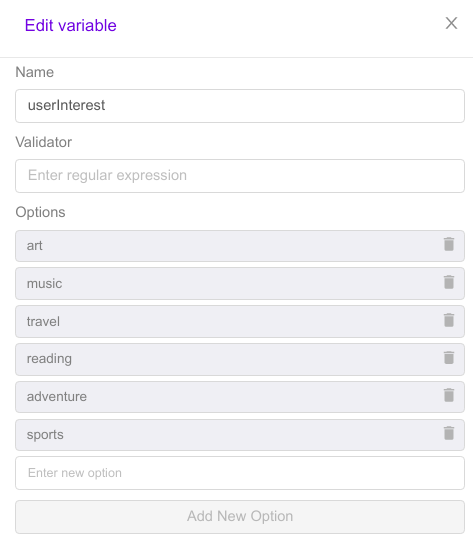 Edit variable
Name
userInterest
Validator
Enter regular expression
Options
art
music
travel
reading
adventure
sports
Enter new option
Add New Option